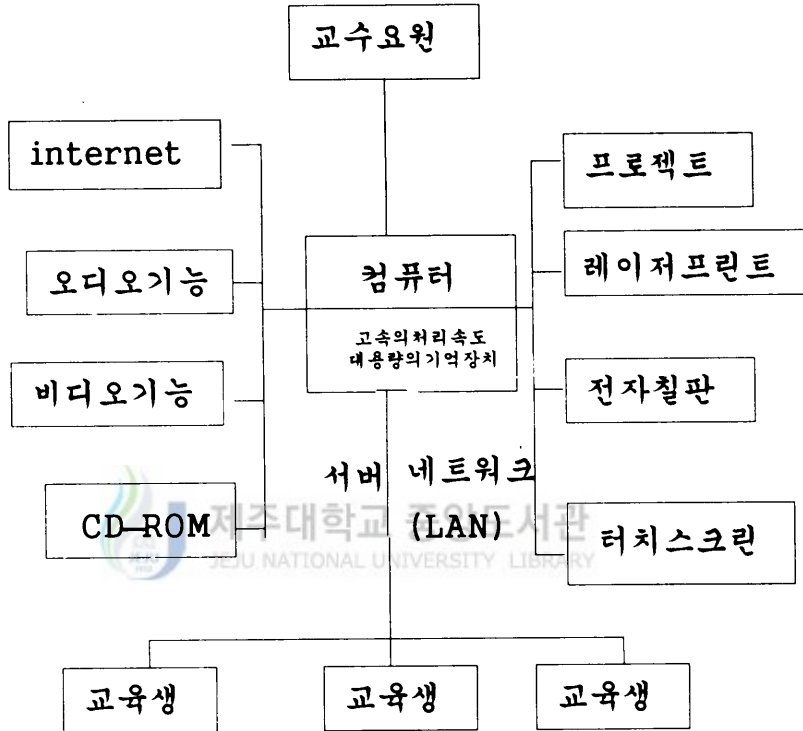 교수요원
internet
프로젝트
오디오기능
컴퓨터
레이저프린트
고속의처리속도
대용량의기억장치
비디오기능
전자칠판
서버 네트워크
CD-ROM
(LAN)
터치스크린
제주대학교 중앙도서관
JEJU NATIONAL UNIVERSITY LIBRARY
교육생
교육생
교육생